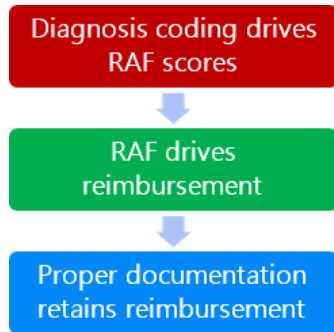 Diagnosis coding drives
RAF scores
RAF drives
reimbursement
Proper documentation
retains reimbursement